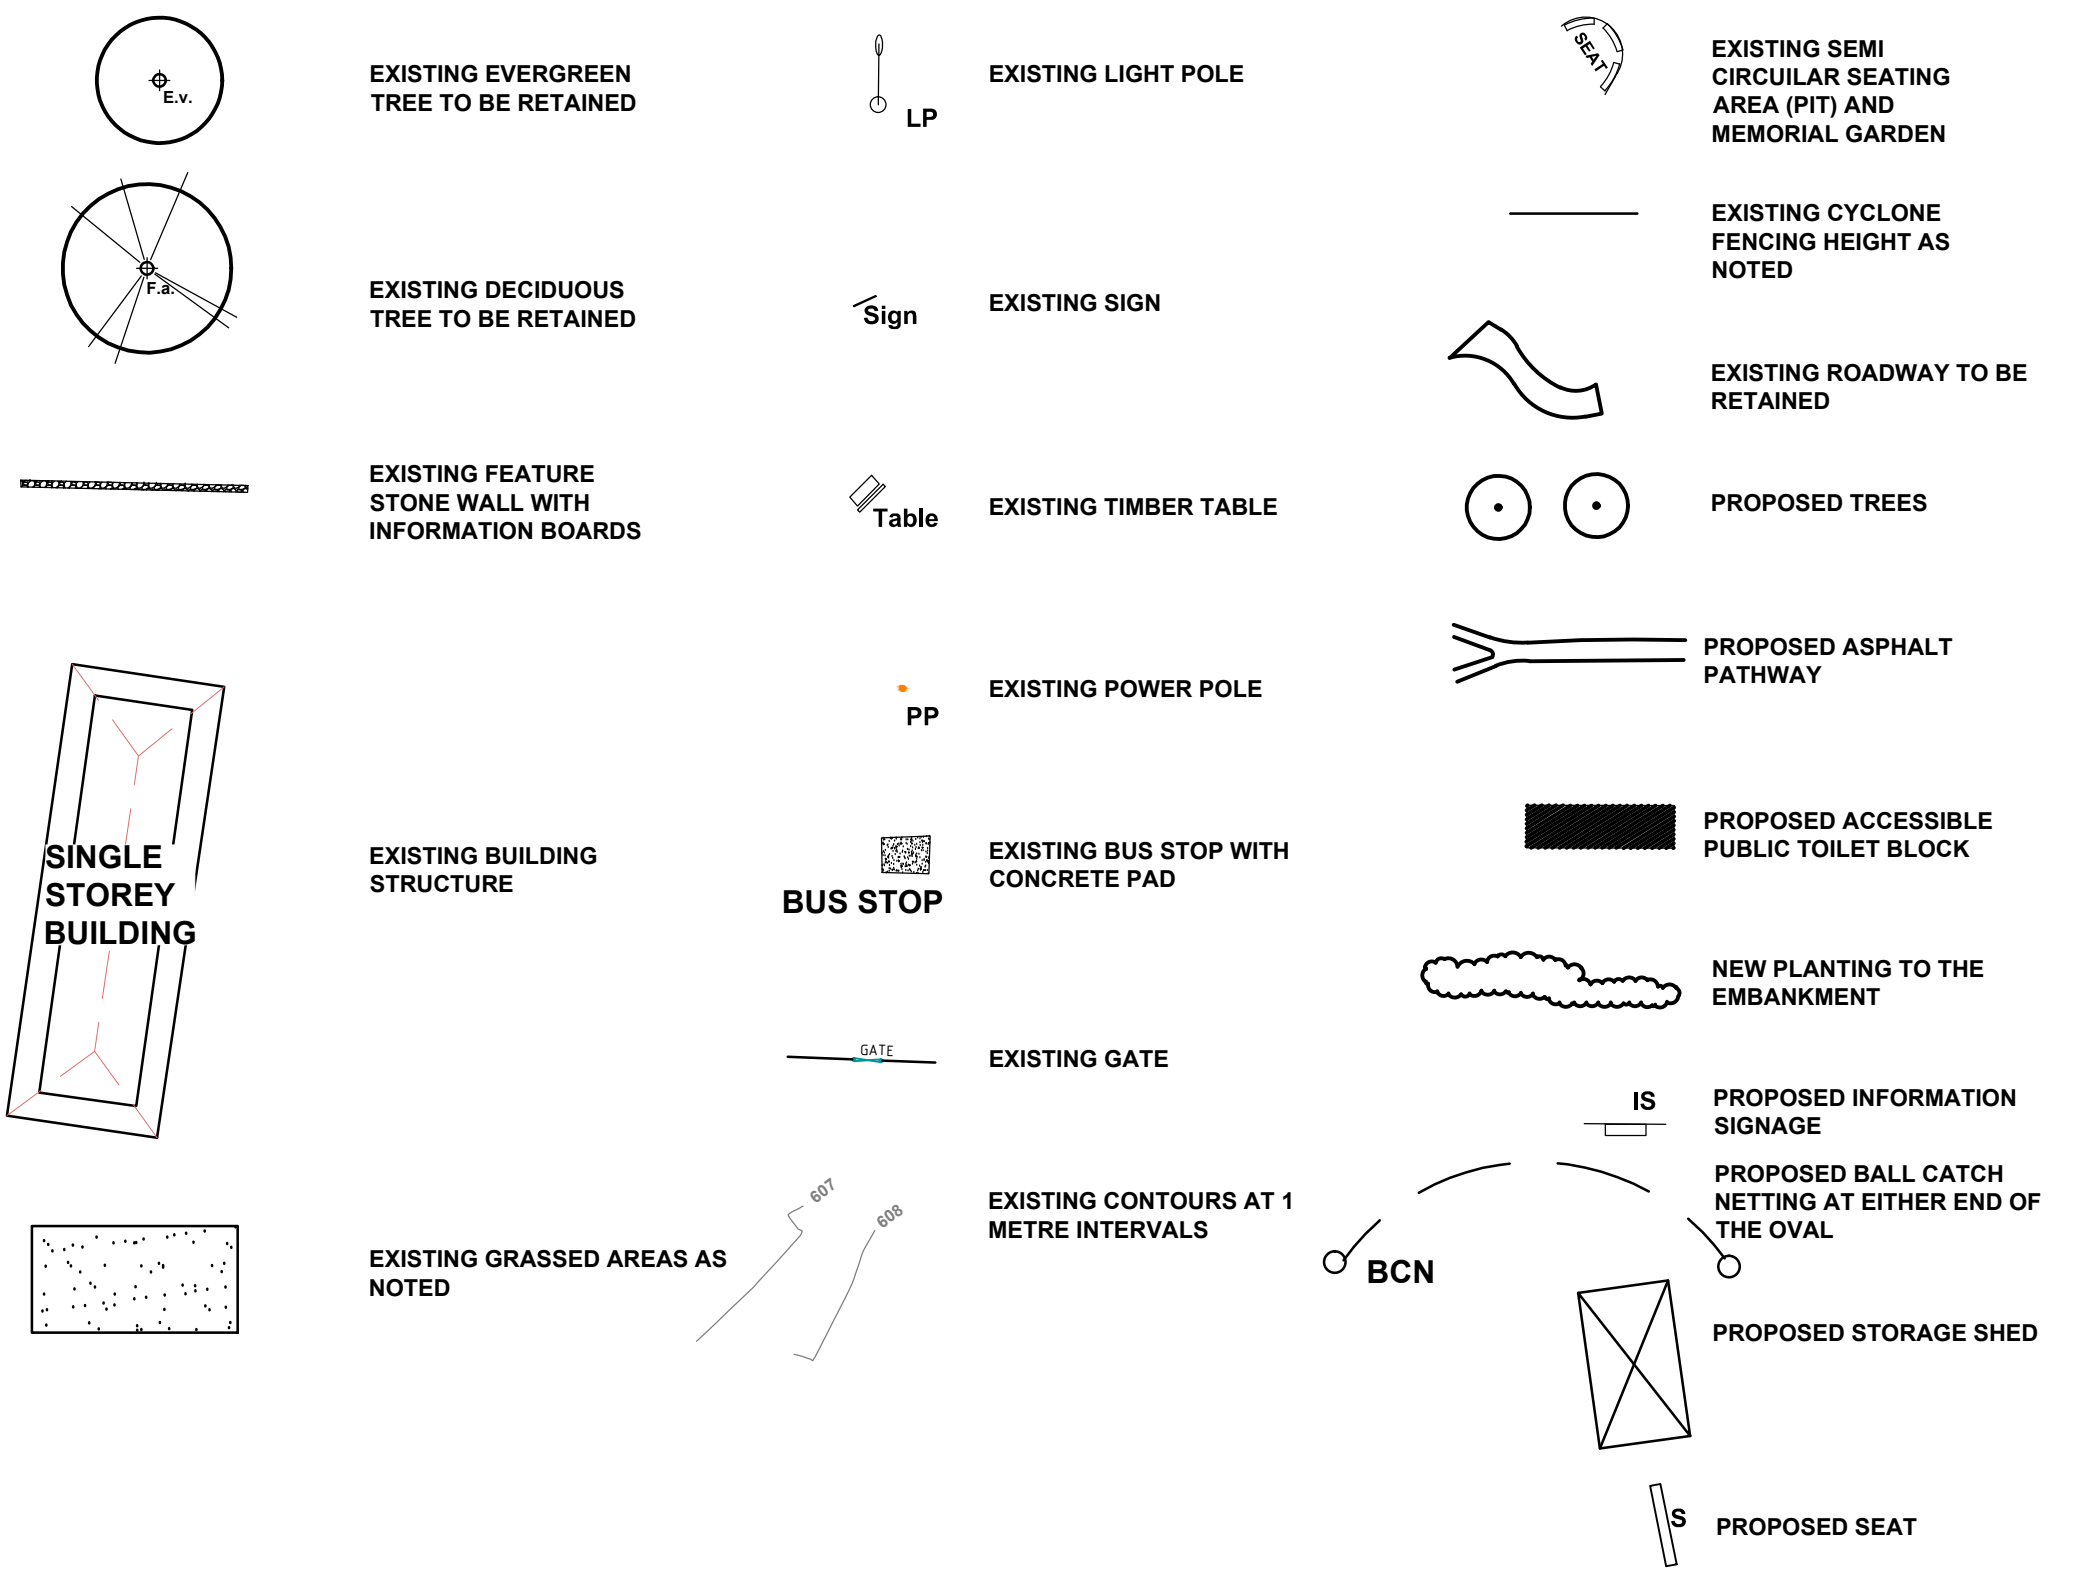 E.v.
EXISTING EVERGREEN
TREE TO BE RETAINED
F.a.
EXISTING DECIDUOUS
TREE TO BE RETAINED
EXISTING FEATURE
STONE WALL WITH
INFORMATION BOARDS
SINGLE
STOREY
BUILDING
EXISTING BUILDING
STRUCTURE
EXISTING GRASSED AREAS AS
NOTED
LP
EXISTING LIGHT POLE
Sign
EXISTING SIGN
Table
EXISTING TIMBER TABLE
PP
EXISTING POWER POLE
BUS STOP
EXISTING BUS STOP WITH
CONCRETE PAD
GATE
EXISTING GATE
607
608
EXISTING CONTOURS AT 1
METRE INTERVALS
SEAT
EXISTING SEMI
CIRCUILAR SEATING
AREA (PIT) AND
MEMORIAL GARDEN
EXISTING CYCLONE
FENCING HEIGHT AS
NOTED
EXISTING ROADWAY TO BE
RETAINED
PROPOSED TREES
PROPOSED ASPHALT
PATHWAY
PROPOSED ACCESSIBLE
PUBLIC TOILET BLOCK
NEW PLANTING TO THE
EMBANKMENT
IS
PROPOSED INFORMATION
SIGNAGE
BCN
PROPOSED BALL CATCH
NETTING AT EITHER END OF
THE OVAL
PROPOSED STORAGE SHED
S
PROPOSED SEAT